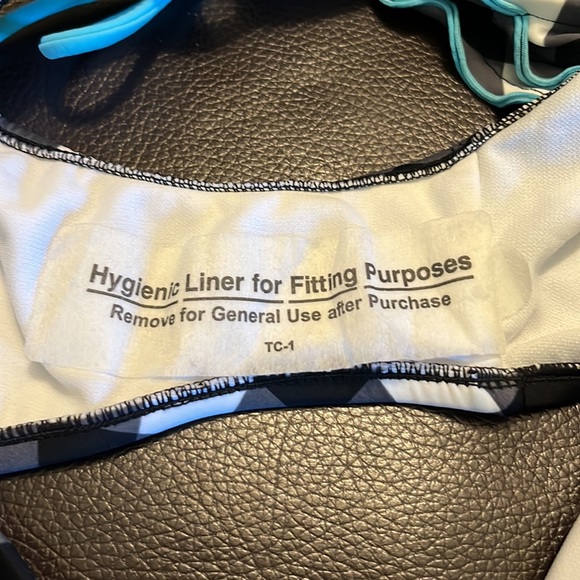 Hygienic Liner for Fitting Purposes
Remove for General Use after Purchase
TC-1